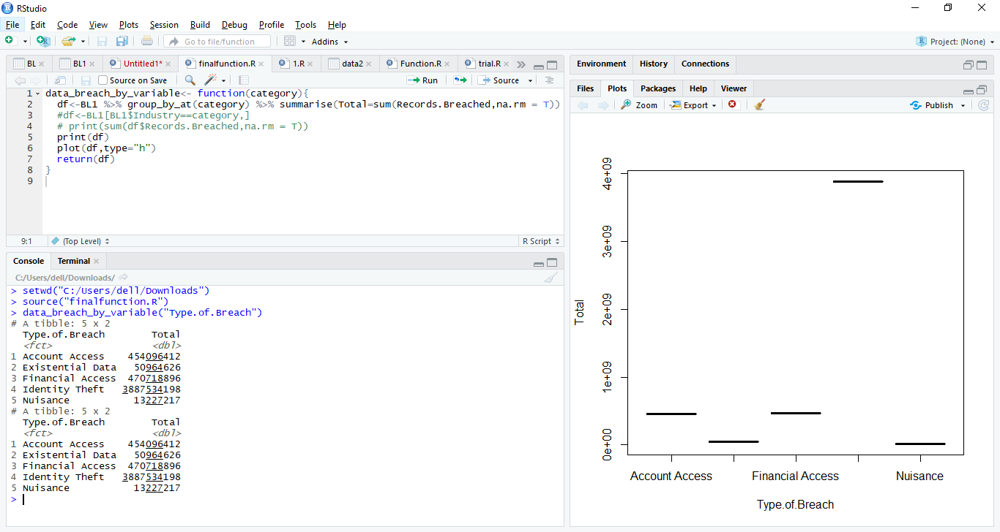 RStudio
File Edit Code View Plots Session Build Debug Profile Tools Help
Go to file/function Addins Project: (None)
BL BL1 Untitled1* finalfunction.R 1.R data2 Function.R trial.R
Source on Save Run Source
1 data_breach_by_variable<- function(category){
2 df<-BL1 %>% group_by_at(category) %>% summarise(Total=sum(Records.Breached,na.rm = T))
3 #df<-BL1[BL1$Industry==category,]
4 # print(sum(df$Records.Breached,na.rm = T))
5 print(df)
6 plot(df,type="h")
7 return(df)
8 }
9
9:1 (Top Level) R Script
Console Terminal
C:/Users/dell/Downloads/
> setwd("C:/Users/dell/Downloads")
> source("finalfunction.R")
> data_breach_by_variable("Type.of.Breach")
# A tibble: 5 x 2
Type.of.Breach Total
<fct> <dbl>
1 Account Access 454096412
2 Existential Data 50964626
3 Financial Access 470718896
4 Identity Theft 3887534198
5 Nuisance 13227217
# A tibble: 5 x 2
Type.of.Breach Total
<fct> <dbl>
1 Account Access 454096412
2 Existential Data 50964626
3 Financial Access 470718896
4 Identity Theft 3887534198
5 Nuisance 13227217
>
Environment History Connections
Files Plots Packages Help Viewer
Zoom Export Publish
4e+09
3e+09
2e+09
1e+09
0e+00
Total
Account Access Financial Access Nuisance
Type.of.Breach